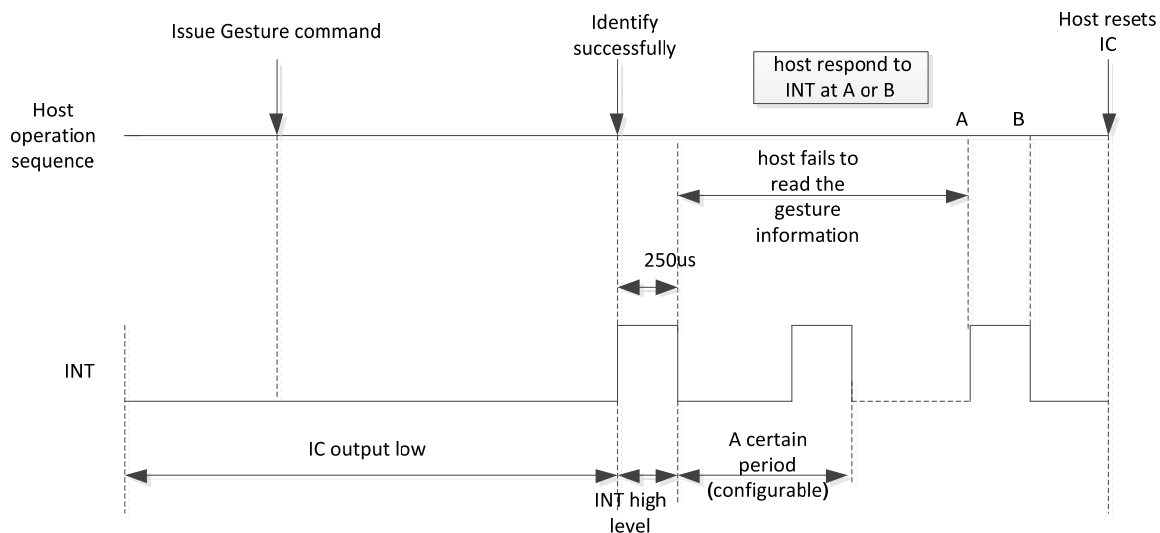 Issue Gesture command
Identify
successfully
Host resets
IC
host respond to
INT at A or B
Host
operation
sequence
A
B
host fails to
read the
gesture
information
250us
INT
IC output low
A certain
period
(configurable)
INT high
level